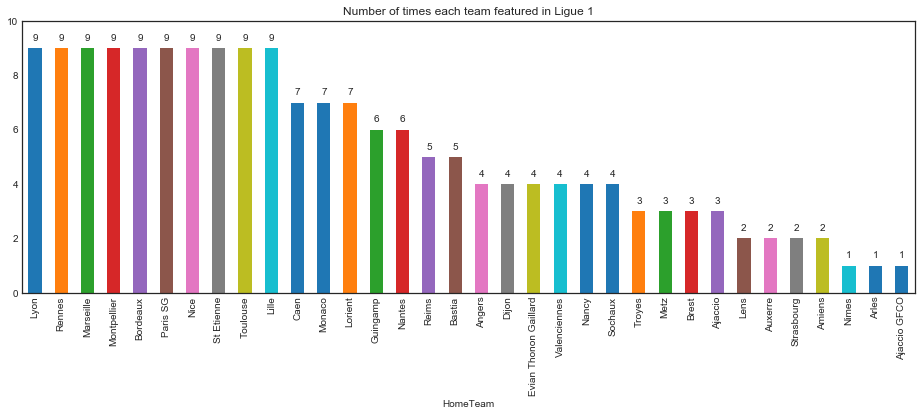 Number of times each team featured in Ligue 1
10
8
6
4
2
0
9 9 9 9 9 9 9 9 9 9 7 7 7 6 6 5 5 4 4 4 4 4 4 3 3 3 3 2 2 2 2 1 1 1
Lyon
Rennes
Marseille
Montpellier
Bordeaux
Paris SG
Nice
St Etienne
Toulouse
Lille
Caen
Monaco
Lorient
Guingamp
Nantes
Reims
Bastia
Angers
Dijon
Evian Thonon Gaillard
Valenciennes
Nancy
Sochaux
Troyes
Metz
Brest
Ajaccio
Lens
Auxerre
Strasbourg
Amiens
Nimes
Arles
Ajaccio GFCO
HomeTeam